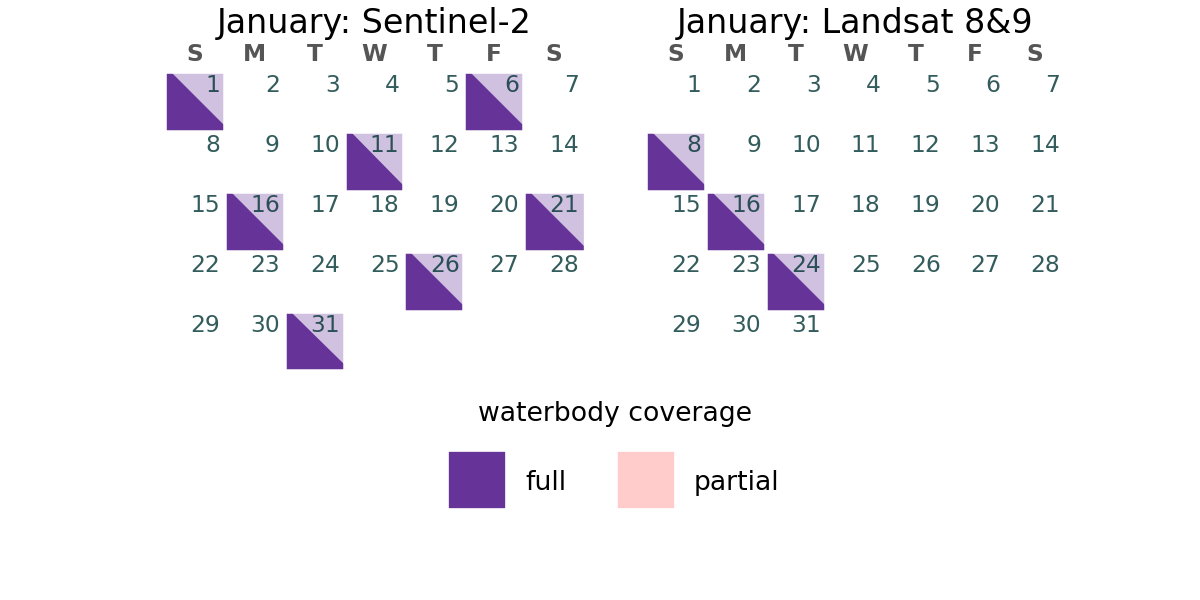 January: Sentinel-2
S M T W T F S
1 2 3 4 5 6 7
8 9 10 11 12 13 14
15 16 17 18 19 20 21
22 23 24 25 26 27 28
29 30 31
January: Landsat 8&9
S M T W T F S
1 2 3 4 5 6 7
8 9 10 11 12 13 14
15 16 17 18 19 20 21
22 23 24 25 26 27 28
29 30 31
waterbody coverage
full partial